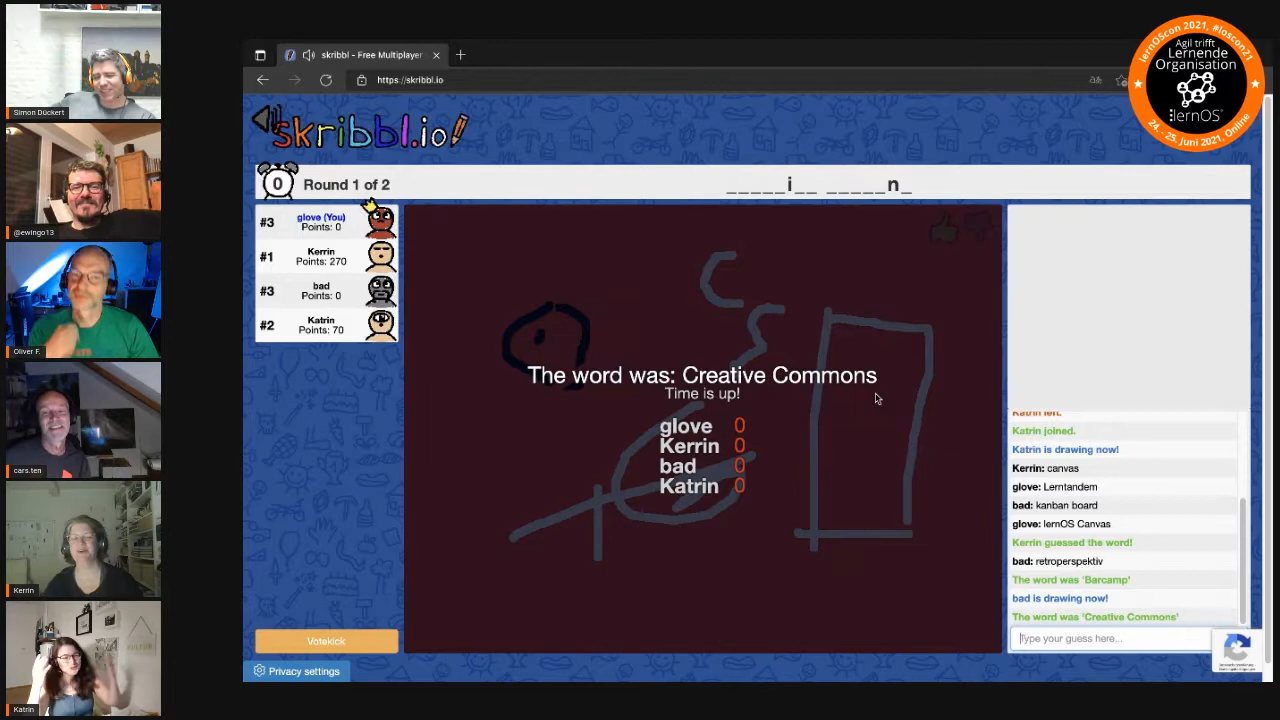 Simon Dückert
@ewingo13
Oliver F.
cars.ten
Kerrin
Katrin
skribbl - Free Multiplayer
https://skribbl.io
lernOScon 2021, #loscon21
Agil trifft
Lernende
Organisation
:lernOS
24. - 25. Juni 2021, Online
skribbl.io
0
Round 1 of 2
_____i__ _____n_
#3 glove (You)
Points: 0
#1 Kerrin
Points: 270
#3 bad
Points: 0
#2 Katrin
Points: 70
C
The word was: Creative Commons
Time is up!
glove 0
Kerrin 0
bad 0
Katrin 0
Katrin left.
Katrin joined.
Katrin is drawing now!
Kerrin: canvas
glove: Lerntandem
bad: kanban board
glove: lernOS Canvas
Kerrin guessed the word!
bad: retroperspektiv
The word was 'Barcamp'
bad is drawing now!
The word was 'Creative Commons'
Type your guess here...
Votekick
Privacy settings